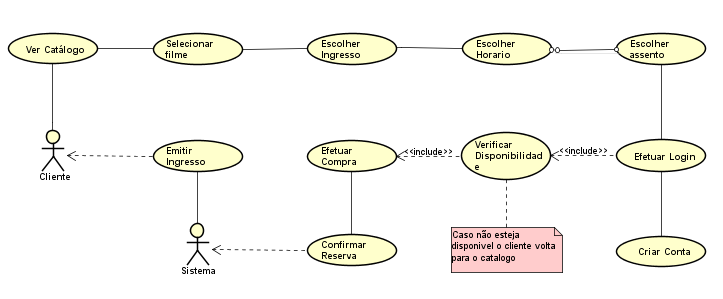 Ver Catálogo
Selecionar
filme
Escolher
Ingresso
Escolher
Horario
Escolher
assento
Cliente
Emitir
Ingresso
Efetuar
Compra
<<include>>
Verificar
Disponibilidad
e
<<include>>
Efetuar Login
Sistema
Confirmar
Reserva
Caso não esteja
disponivel o cliente volta
para o catalogo
Criar Conta